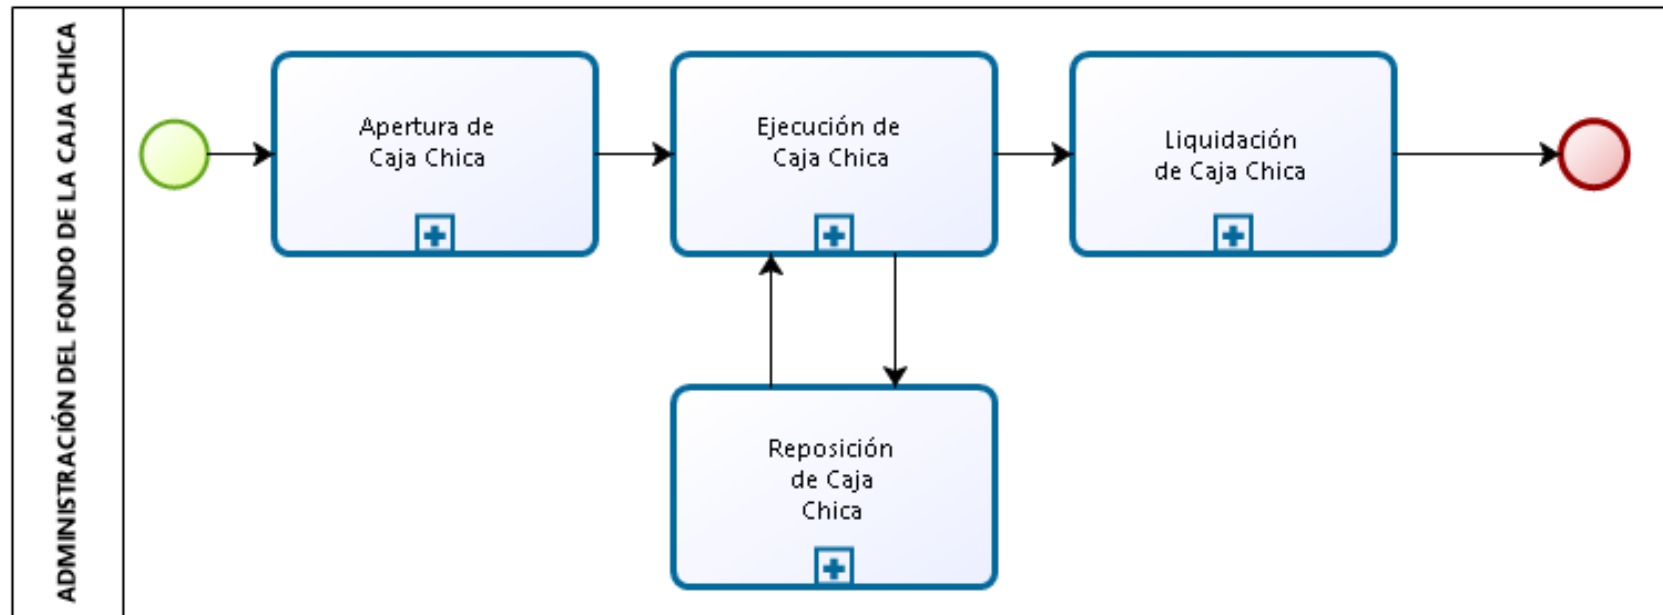 ADMINISTRACIÓN DEL FONDO DE LA CAJA CHICA
Apertura de
Caja Chica
Ejecución de
Caja Chica
Liquidación
de Caja Chica
Reposición
de Caja
Chica